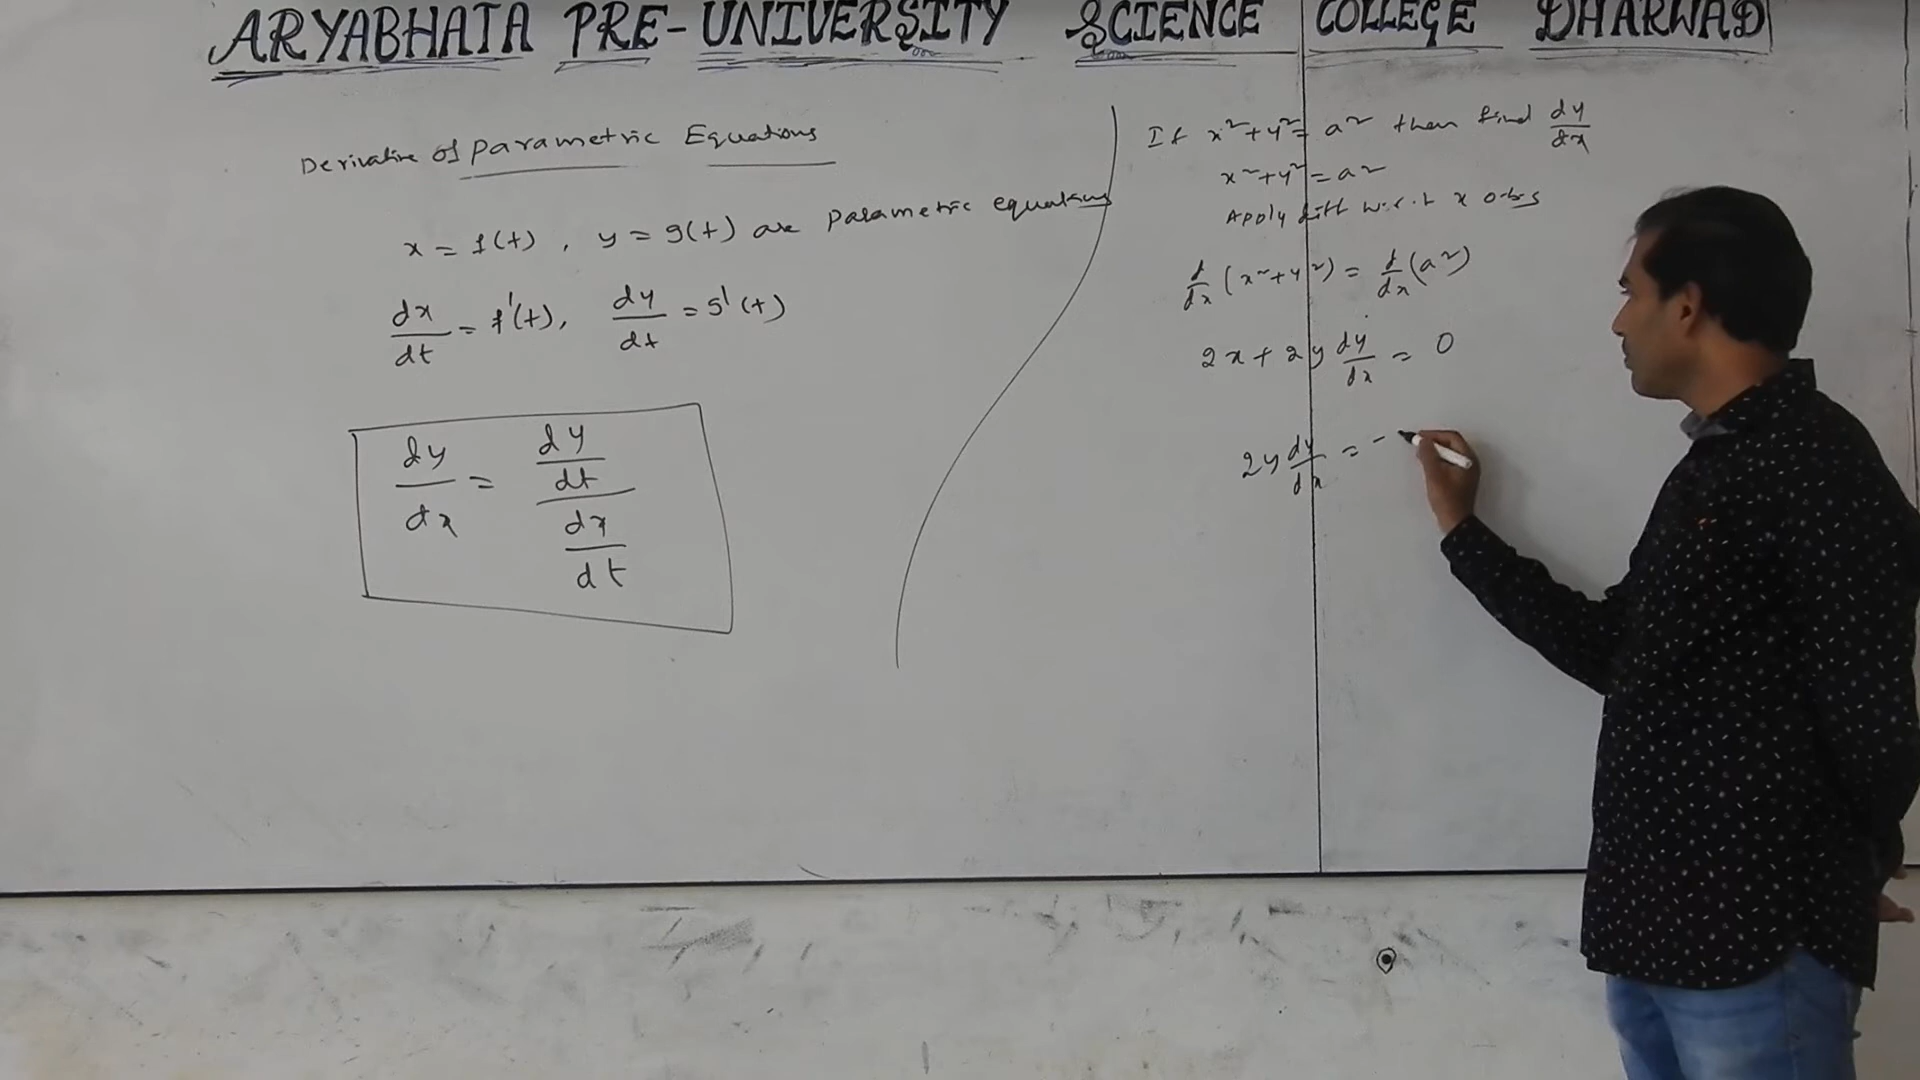 ARYABHATA PRE-UNIVERSITY SCIENCE COLLEGE DHARWAD
Derivative of parametric Equations
x = f(t), y = g(t) are parametric equations
dx/dt = f'(t), dy/dt = g'(t)
dy/dx = (dy/dt)/(dx/dt)
If x²+y² = a² then find dy/dx
x²+y² = a²
Apply diff w.r.t x o.b.s
d/dx (x²+y²) = d/dx (a²)
2x + 2y dy/dx = 0
2y dy/dx = -